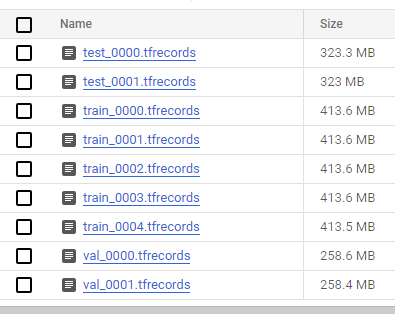 Name Size
test_0000.tfrecords 323.3 MB
test_0001.tfrecords 323 MB
train_0000.tfrecords 413.6 MB
train_0001.tfrecords 413.6 MB
train_0002.tfrecords 413.6 MB
train_0003.tfrecords 413.6 MB
train_0004.tfrecords 413.5 MB
val_0000.tfrecords 258.6 MB
val_0001.tfrecords 258.4 MB